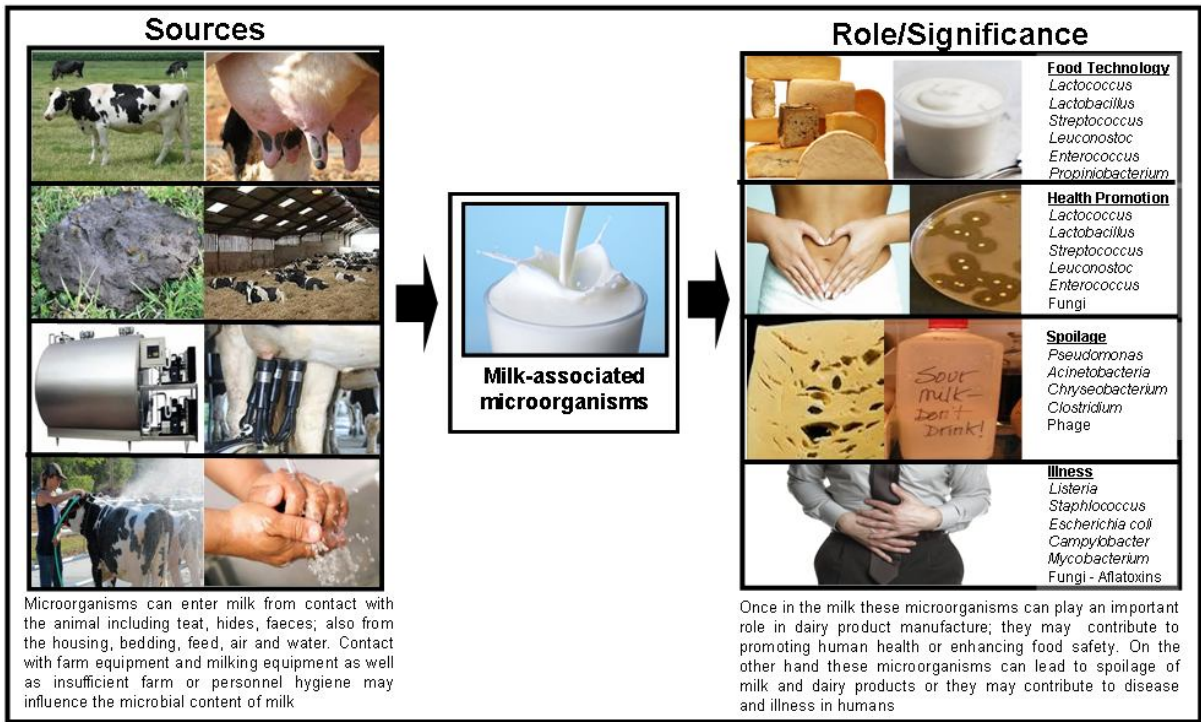 Sources
Microorganisms can enter milk from contact with
the animal including teat, hides, faeces; also from
the housing, bedding, feed, air and water. Contact
with farm equipment and milking equipment as well
as insufficient farm or personnel hygiene may
influence the microbial content of milk
Milk-associated
microorganisms
Role/Significance
Food Technology
Lactococcus
Lactobacillus
Streptococcus
Leuconostoc
Enterococcus
Propiniobacterium
Health Promotion
Lactococcus
Lactobacillus
Streptococcus
Leuconostoc
Enterococcus
Fungi
Sour
milk-
Don't
Drink!
Spoilage
Pseudomonas
Acinetobacteria
Chryseobacterium
Clostridium
Phage
Illness
Listeria
Staphlococcus
Escherichia coli
Campylobacter
Mycobacterium
Fungi - Aflatoxins
Once in the milk these microorganisms can play an important
role in dairy product manufacture; they may contribute to
promoting human health or enhancing food safety. On the
other hand these microorganisms can lead to spoilage of
milk and dairy products or they may contribute to disease
and illness in humans